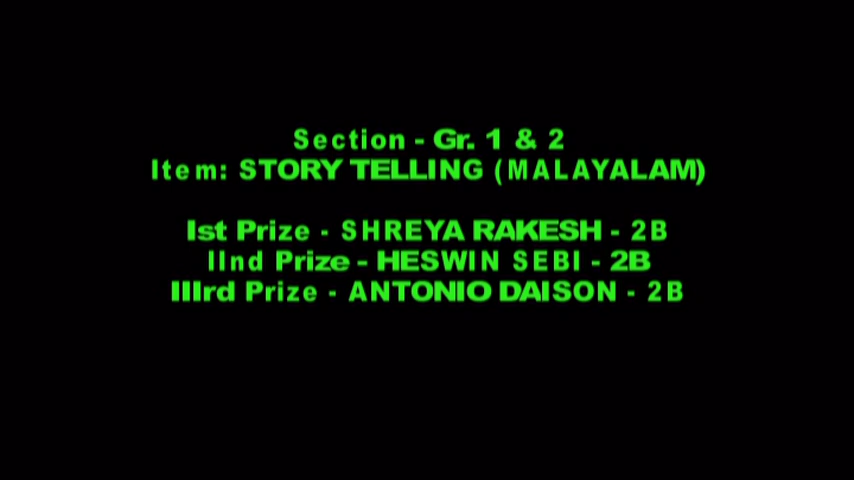 Section - Gr. 1 & 2
Item: STORY TELLING (MALAYALAM)
Ist Prize - SHREYA RAKESH - 2B
IInd Prize - HESWIN SEBI - 2B
IIIrd Prize - ANTONIO DAISON - 2B